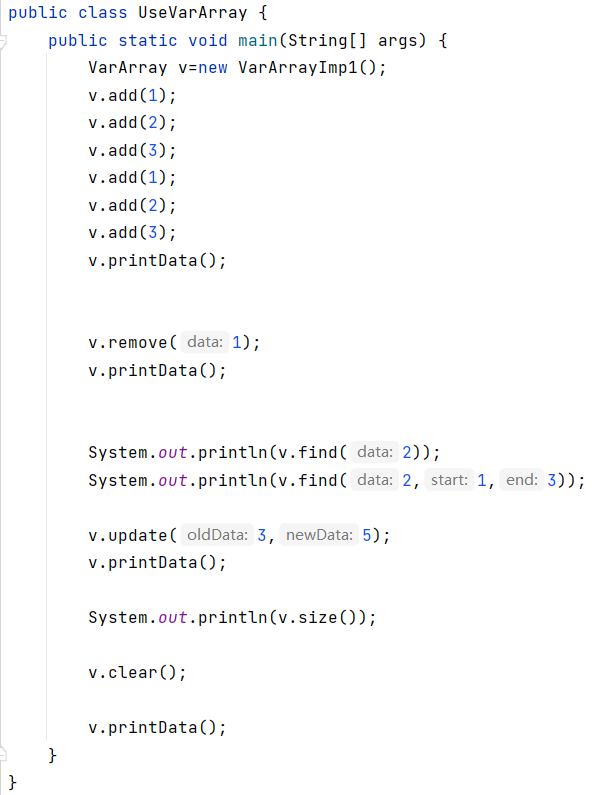 public class UseVarArray {
    public static void main(String[] args) {
        VarArray v=new VarArrayImp1();
        v.add(1);
        v.add(2);
        v.add(3);
        v.add(1);
        v.add(2);
        v.add(3);
        v.printData();
        v.remove( data: 1);
        v.printData();
        System.out.println(v.find( data: 2));
        System.out.println(v.find( data: 2, start: 1, end: 3));
        v.update( oldData: 3, newData: 5);
        v.printData();
        System.out.println(v.size());
        v.clear();
        v.printData();
    }
}